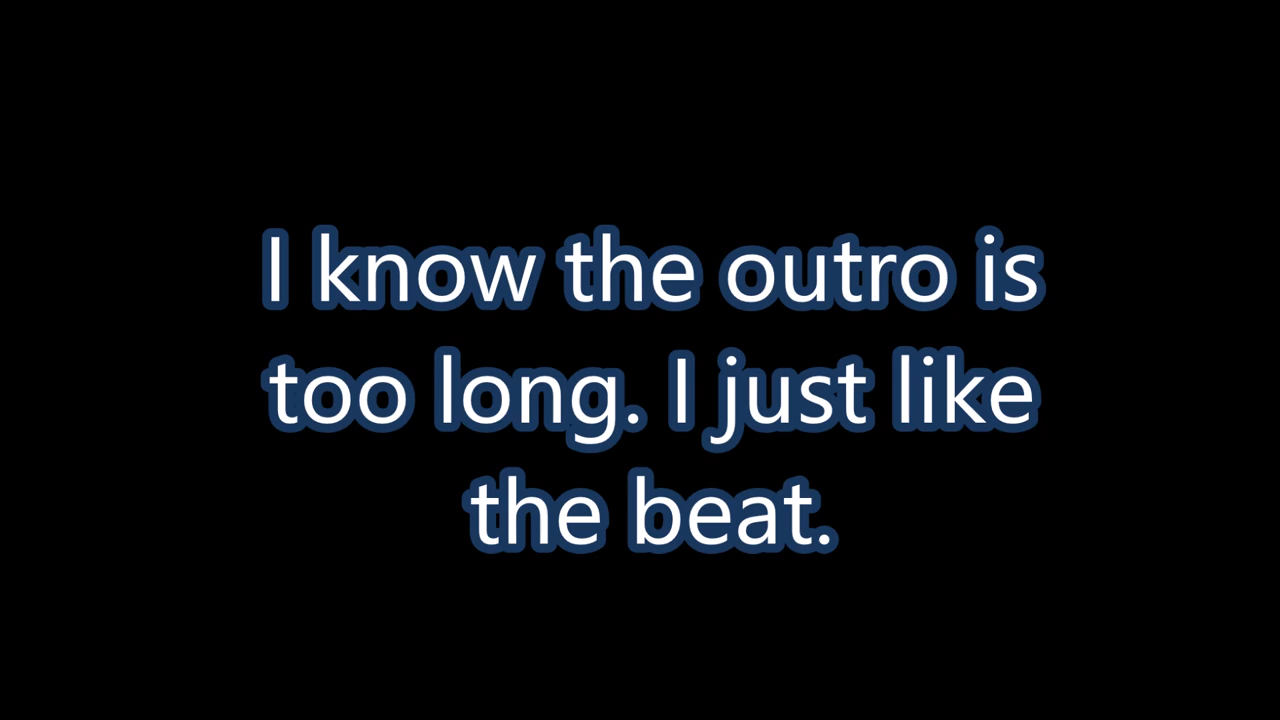 I know the outro is
too long. I just like
the beat.